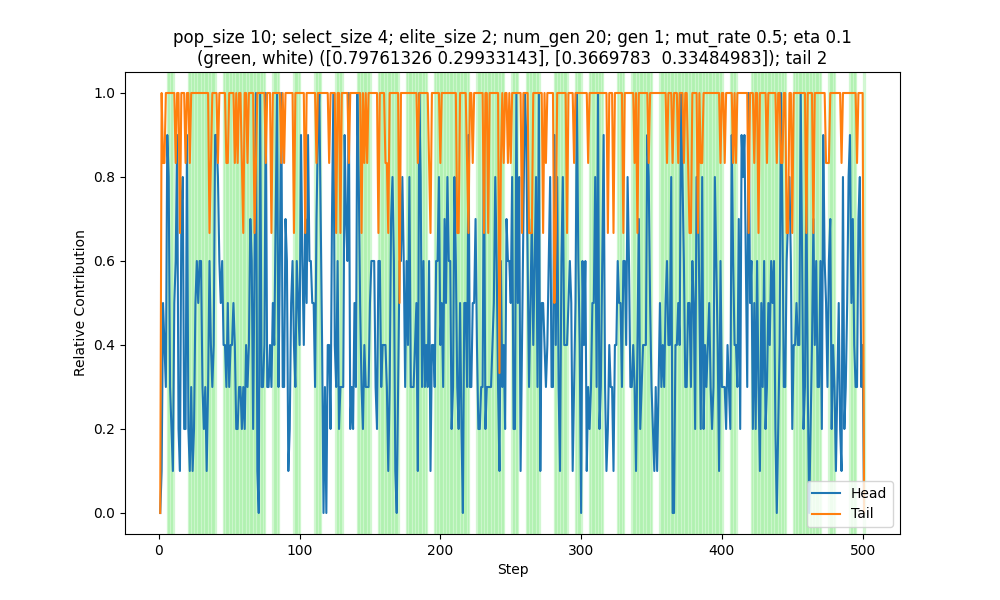 pop_size 10; select_size 4; elite_size 2; num_gen 20; gen 1; mut_rate 0.5; eta 0.1
(green, white) ([0.79761326 0.29933143], [0.3669783  0.33484983]); tail 2
1.0
0.8
0.6
0.4
0.2
0.0
Relative Contribution
Head
Tail
0 100 200 300 400 500
Step